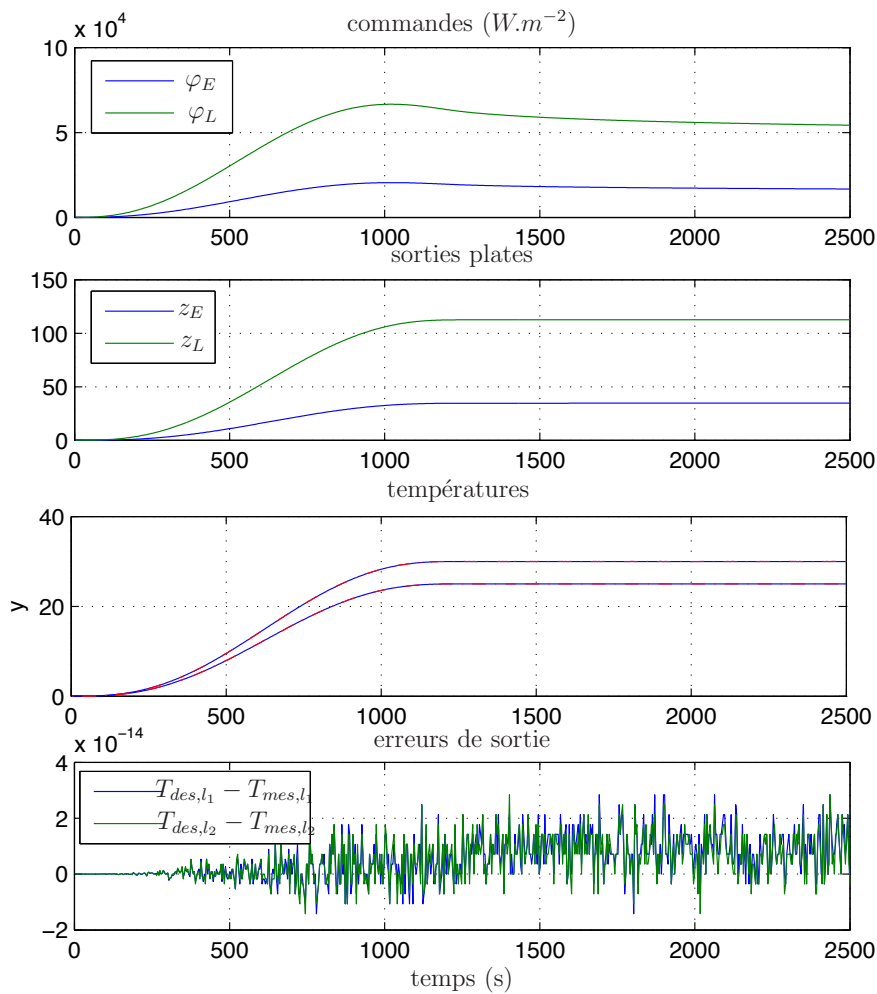 commandes (W.m⁻²)
x 10⁴
10
5
0
φ_E
φ_L
0 500 1000 1500 2000 2500
sorties plates
150
100
50
0
z_E
z_L
0 500 1000 1500 2000 2500
températures
40
20
0
y
0 500 1000 1500 2000 2500
erreurs de sortie
x 10⁻¹⁴
4
2
0
−2
T_{des,l_1} − T_{mes,l_1}
T_{des,l_2} − T_{mes,l_2}
0 500 1000 1500 2000 2500
temps (s)